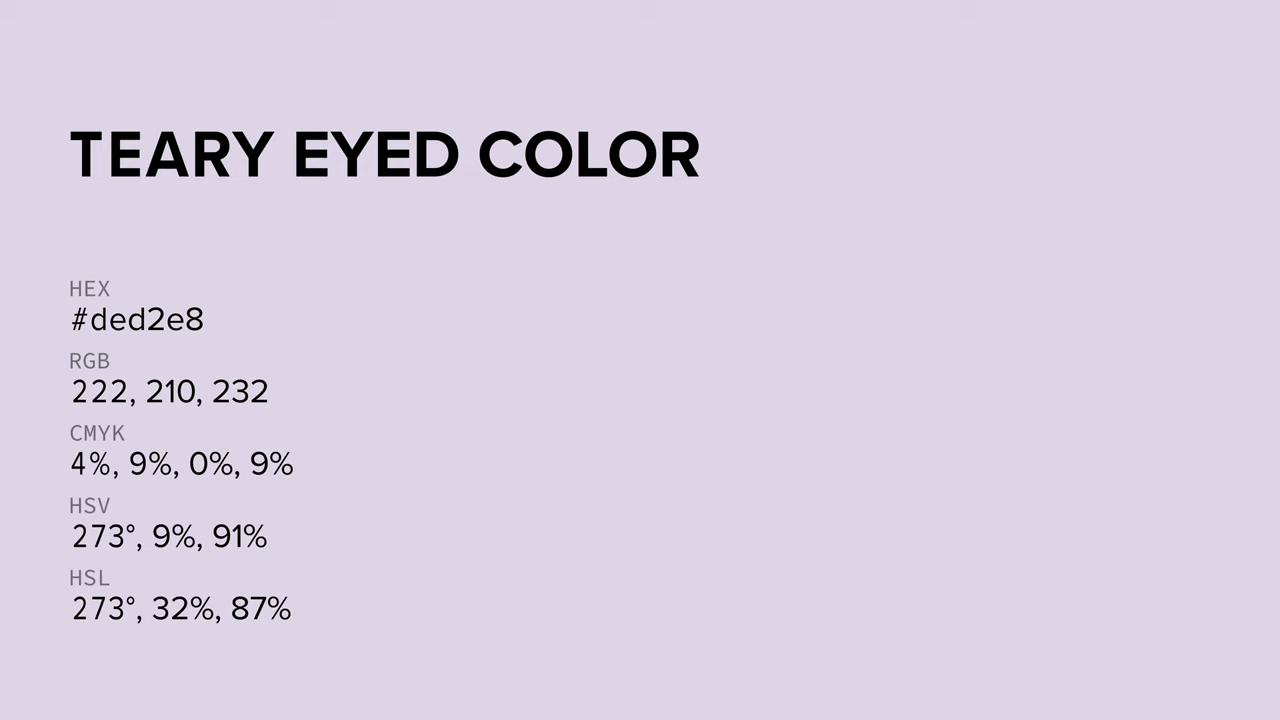 TEARY EYED COLOR
HEX
#ded2e8
RGB
222, 210, 232
CMYK
4%, 9%, 0%, 9%
HSV
273°, 9%, 91%
HSL
273°, 32%, 87%